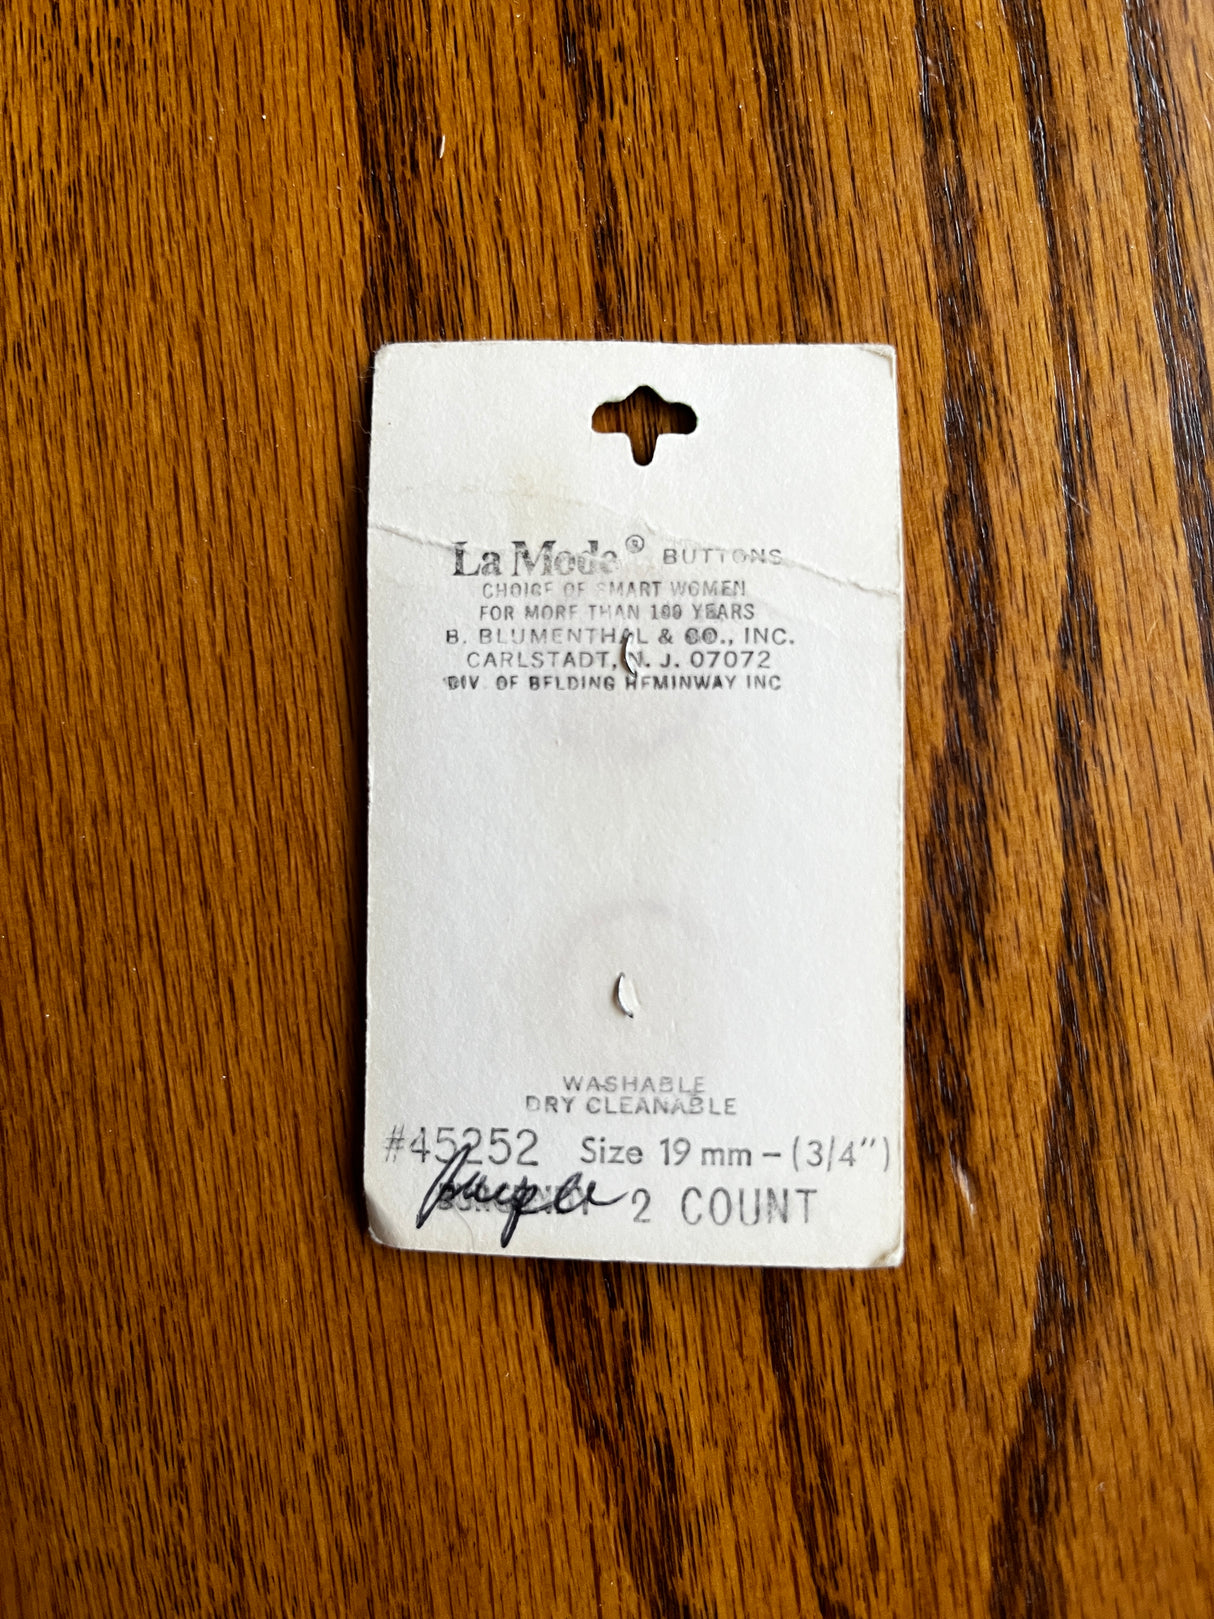 La Mode® BUTTONS
CHOICE OF SMART WOMEN
FOR MORE THAN 100 YEARS
B. BLUMENTHAL & CO., INC.
CARLSTADT, N. J. 07072
DIV. OF BELDING HEMINWAY INC
WASHABLE
DRY CLEANABLE
#45252 Size 19 mm – (3/4")
purple 2 COUNT